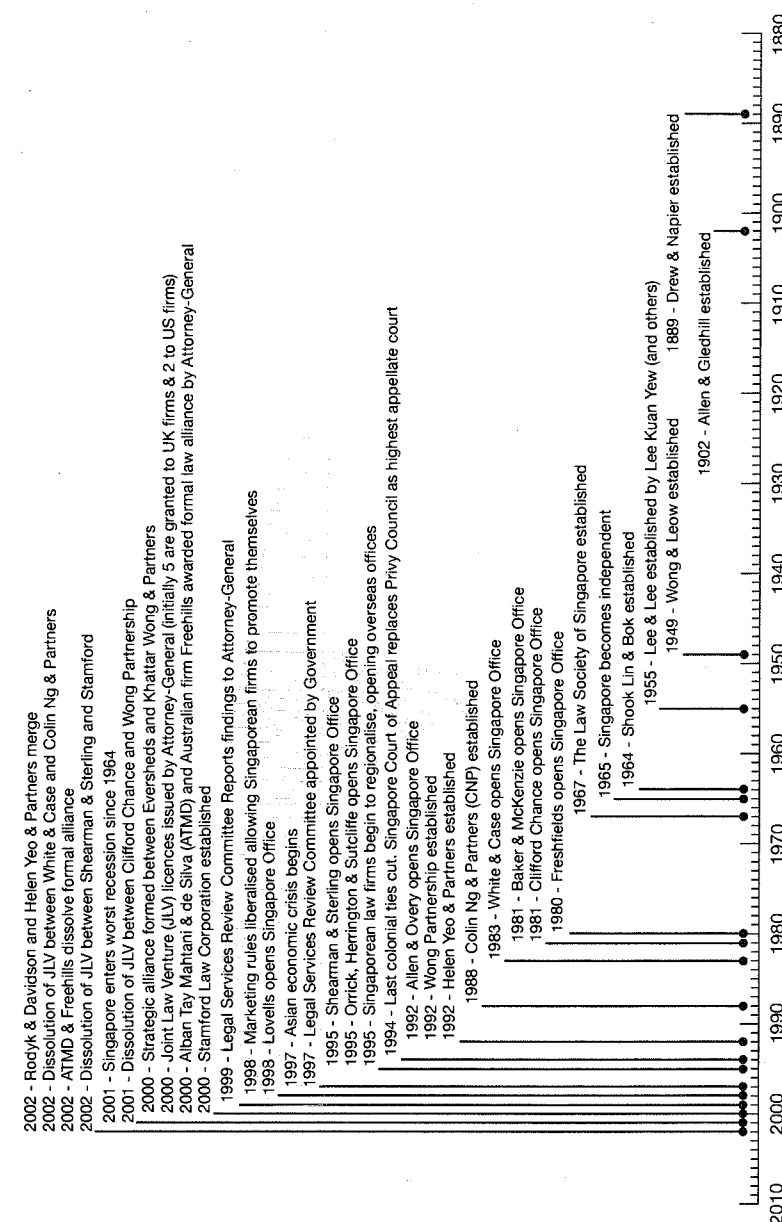 2002 - Rodyk & Davidson and Helen Yeo & Partners merge
2002 - Dissolution of JLV between White & Case and Colin Ng & Partners
2002 - ATMD & Freehills dissolve formal alliance
2002 - Dissolution of JLV between Shearman & Sterling and Stamford
2001 - Singapore enters worst recession since 1964
2001 - Dissolution of JLV between Clifford Chance and Wong Partnership
2000 - Strategic alliance formed between Eversheds and Khattar Wong & Partners
2000 - Joint Law Venture (JLV) licences issued by Attorney-General (initially 5 are granted to UK firms & 2 to US firms)
2000 - Alban Tay Mahtani & de Silva (ATMD) and Australian firm Freehills awarded formal law alliance by Attorney-General
2000 - Stamford Law Corporation established
1999 - Legal Services Review Committee Reports findings to Attorney-General
1998 - Marketing rules liberalised allowing Singaporean firms to promote themselves
1998 - Lovells opens Singapore Office
1997 - Asian economic crisis begins
1997 - Legal Services Review Committee appointed by Government
1995 - Shearman & Sterling opens Singapore Office
1995 - Orrick, Herrington & Sutcliffe opens Singapore Office
1995 - Singaporean law firms begin to regionalise, opening overseas offices
1994 - Last colonial ties cut. Singapore Court of Appeal replaces Privy Council as highest appellate court
1992 - Allen & Overy opens Singapore Office
1992 - Wong Partnership established
1992 - Helen Yeo & Partners established
1988 - Colin Ng & Partners (CNP) established
1983 - White & Case opens Singapore Office
1981 - Baker & McKenzie opens Singapore Office
1981 - Clifford Chance opens Singapore Office
1980 - Freshfields opens Singapore Office
1967 - The Law Society of Singapore established
1965 - Singapore becomes independent
1964 - Shook Lin & Bok established
1955 - Lee & Lee established by Lee Kuan Yew (and others)
1949 - Wong & Leow established
1889 - Drew & Napier established
1902 - Allen & Gledhill established
2010 2000 1990 1980 1970 1960 1950 1940 1930 1920 1910 1900 1890 1880